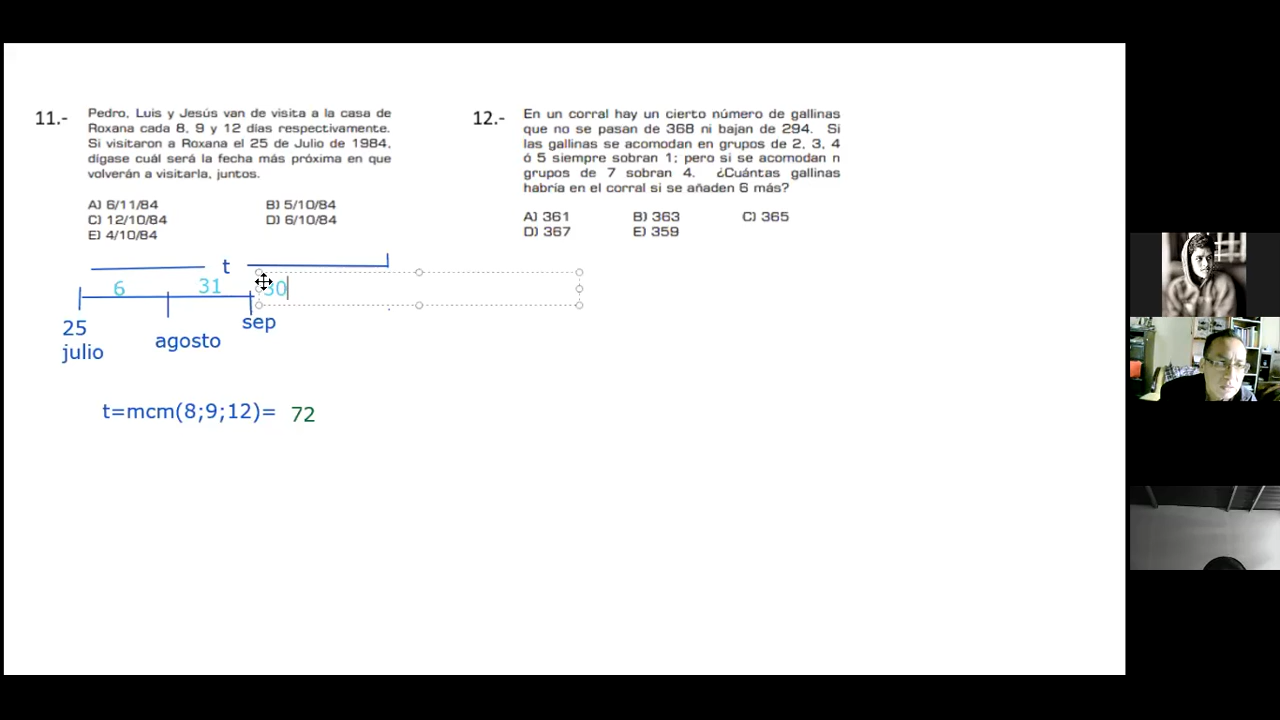 11.-
Pedro, Luis y Jesús van de visita a la casa de
Roxana cada 8, 9 y 12 días respectivamente.
Si visitaron a Roxana el 25 de Julio de 1984,
dígase cuál será la fecha más próxima en que
volverán a visitarla, juntos.
A) 6/11/84 B) 5/10/84
C) 12/10/84 D) 6/10/84
E) 4/10/84
t
6 31 30
25
julio
agosto
sep
t=mcm(8;9;12)= 72
12.-
En un corral hay un cierto número de gallinas
que no se pasan de 368 ni bajan de 294. Si
las gallinas se acomodan en grupos de 2, 3, 4
ó 5 siempre sobran 1; pero si se acomodan n
grupos de 7 sobran 4. ¿Cuántas gallinas
habría en el corral si se añaden 6 más?
A) 361 B) 363 C) 365
D) 367 E) 359